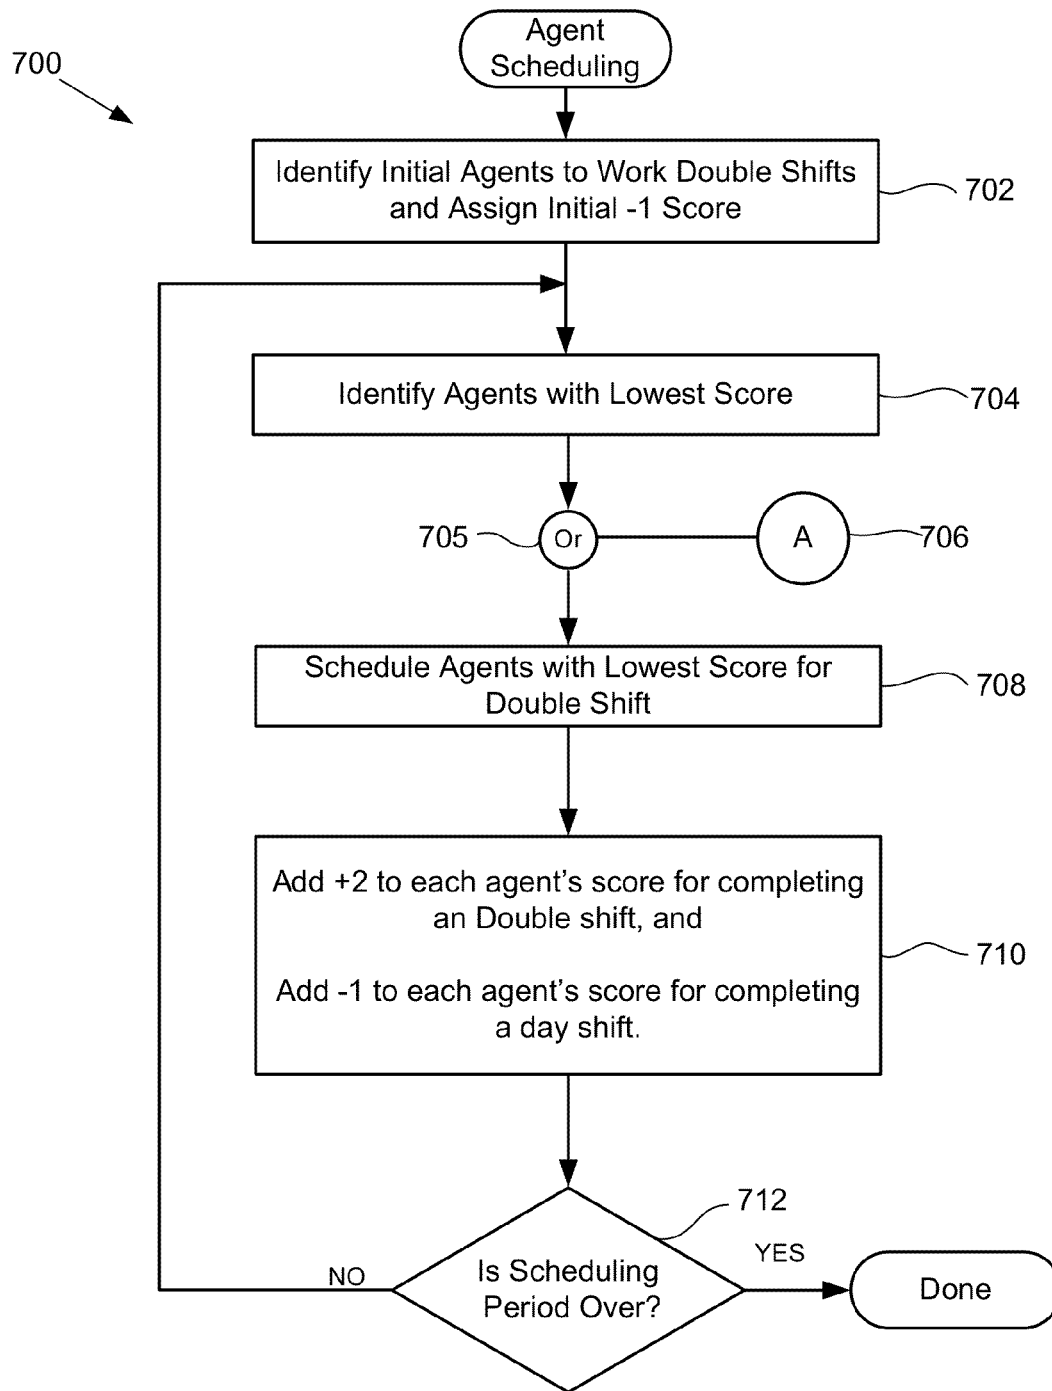 Agent
Scheduling
700
Identify Initial Agents to Work Double Shifts
and Assign Initial -1 Score
702
Identify Agents with Lowest Score
704
705
Or
A
706
Schedule Agents with Lowest Score for
Double Shift
708
Add +2 to each agent's score for completing
an Double shift, and
Add -1 to each agent's score for completing
a day shift.
710
712
Is Scheduling
Period Over?
NO
YES
Done